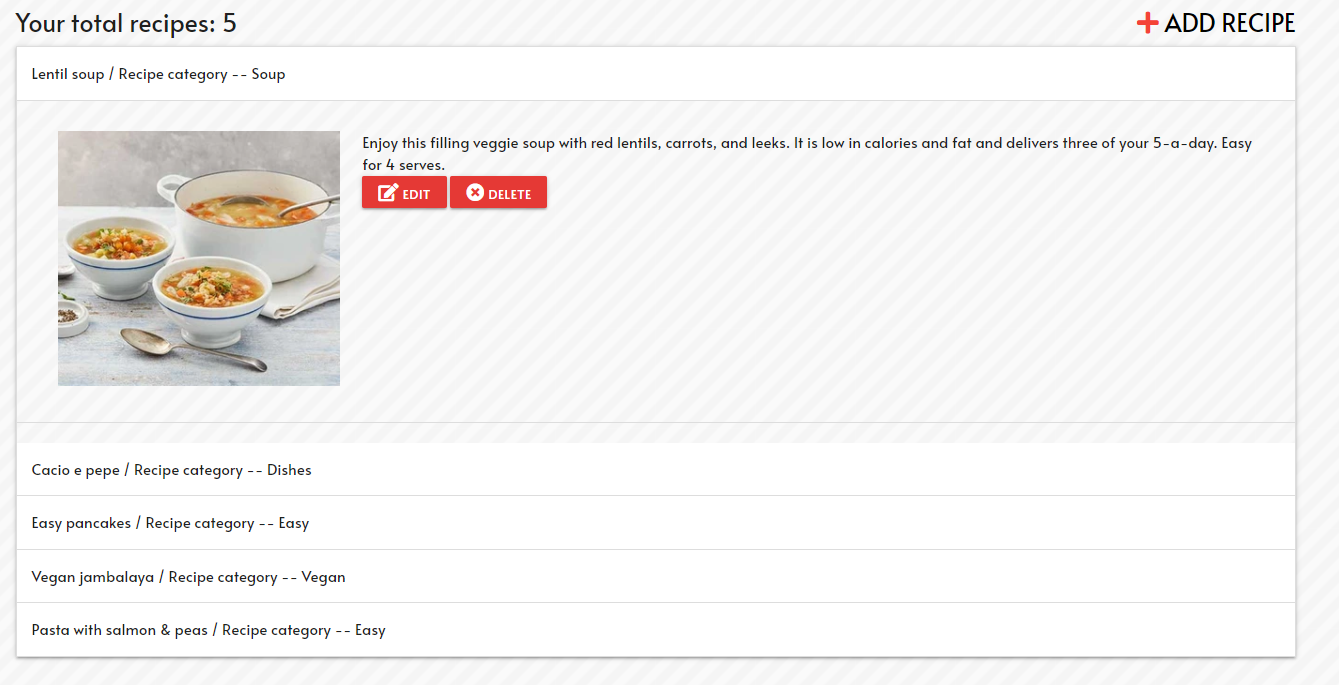 Your total recipes: 5
ADD RECIPE
Lentil soup / Recipe category -- Soup
Enjoy this filling veggie soup with red lentils, carrots, and leeks. It is low in calories and fat and delivers three of your 5-a-day. Easy
for 4 serves.
EDIT DELETE
Cacio e pepe / Recipe category -- Dishes
Easy pancakes / Recipe category -- Easy
Vegan jambalaya / Recipe category -- Vegan
Pasta with salmon & peas / Recipe category -- Easy